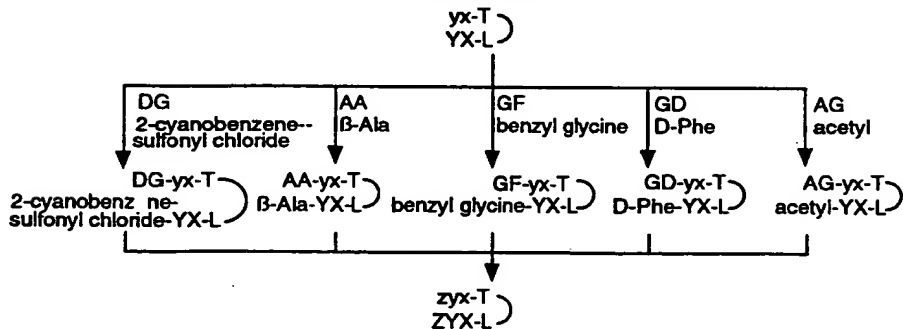 yx-T
YX-L
DG
2-cyanobenzene--
sulfonyl chloride
AA
ß-Ala
GF
benzyl glycine
GD
D-Phe
AG
acetyl
DG-yx-T
2-cyanobenz ne-
sulfonyl chloride-YX-L
AA-yx-T
ß-Ala-YX-L
GF-yx-T
benzyl glycine-YX-L
GD-yx-T
D-Phe-YX-L
AG-yx-T
acetyl-YX-L
zyx-T
ZYX-L